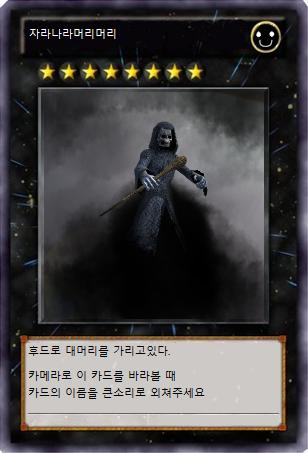 자라나라머리머리
후드로 대머리를 가리고있다.
카메라로 이 카드를 바라볼 때
카드의 이름을 큰소리로 외쳐주세요